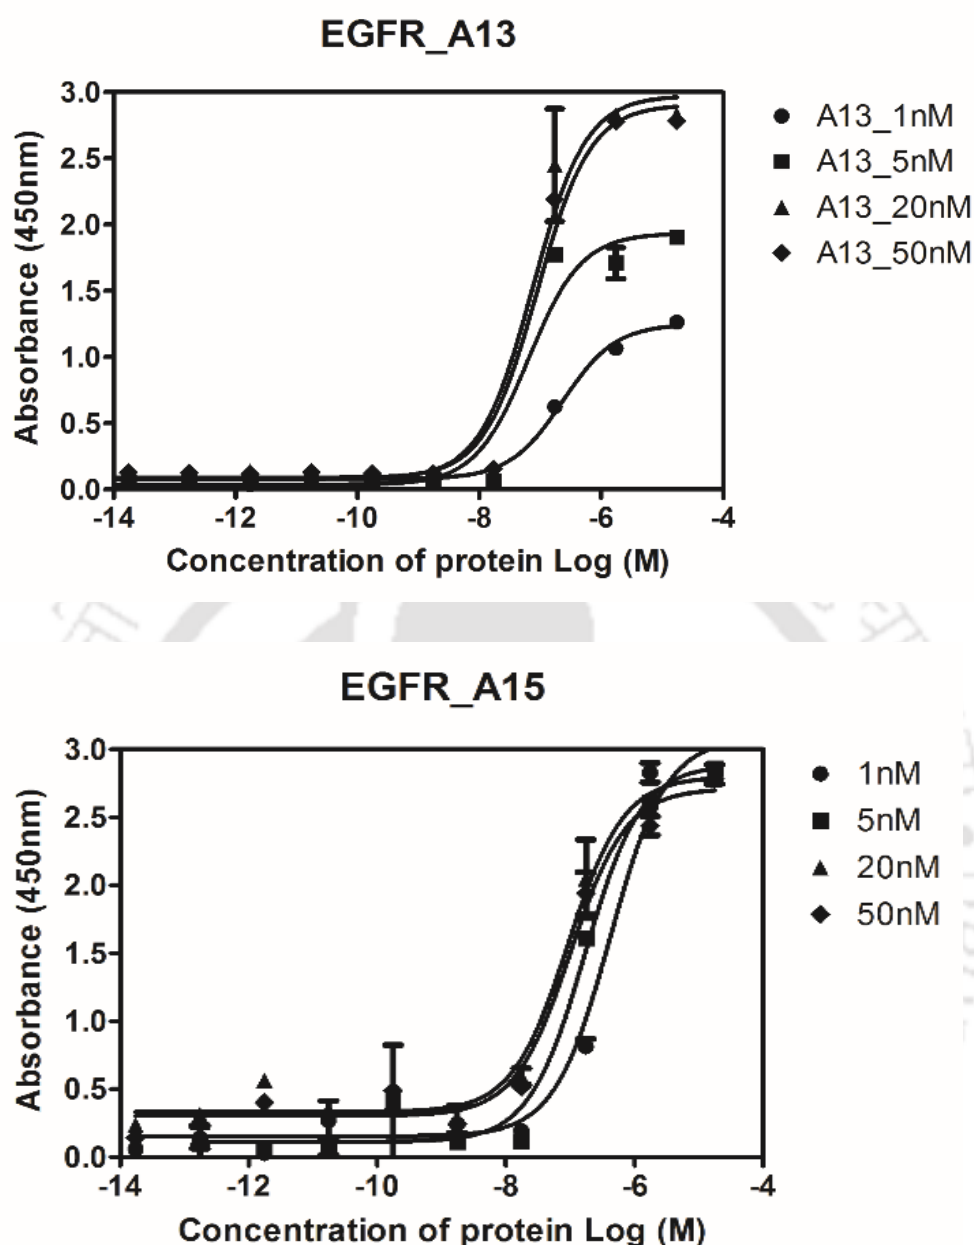 EGFR_A13
3.0
2.5
2.0
1.5
1.0
0.5
0.0
Absorbance (450nm)
-14 -12 -10 -8 -6 -4
Concentration of protein Log (M)
A13_1nM
A13_5nM
A13_20nM
A13_50nM
EGFR_A15
3.0
2.5
2.0
1.5
1.0
0.5
0.0
Absorbance (450nm)
-14 -12 -10 -8 -6 -4
Concentration of protein Log (M)
1nM
5nM
20nM
50nM